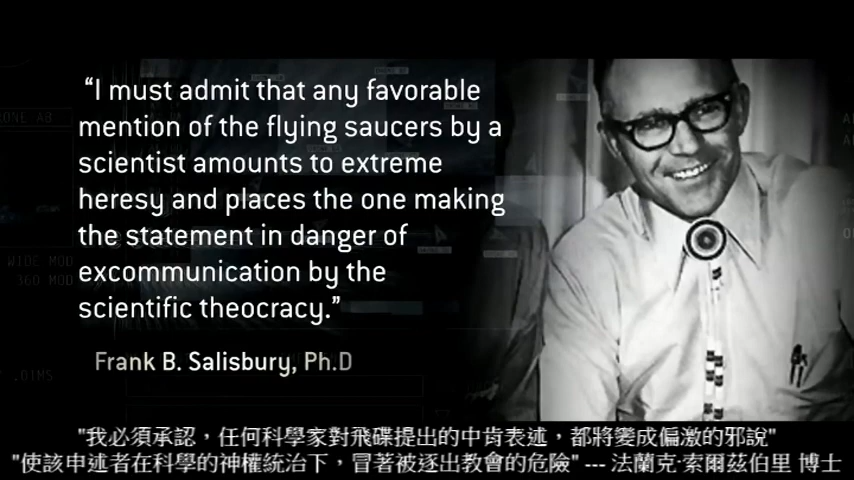 “I must admit that any favorable
mention of the flying saucers by a
scientist amounts to extreme
heresy and places the one making
the statement in danger of
excommunication by the
scientific theocracy.”
Frank B. Salisbury, Ph.D
WIDE MOD
360 MOD
"我必須承認，任何科學家對飛碟提出的中肯表述，都將變成偏激的邪說"
"使該申述者在科學的神權統治下，冒著被逐出教會的危險" --- 法蘭克·索爾茲伯里 博士